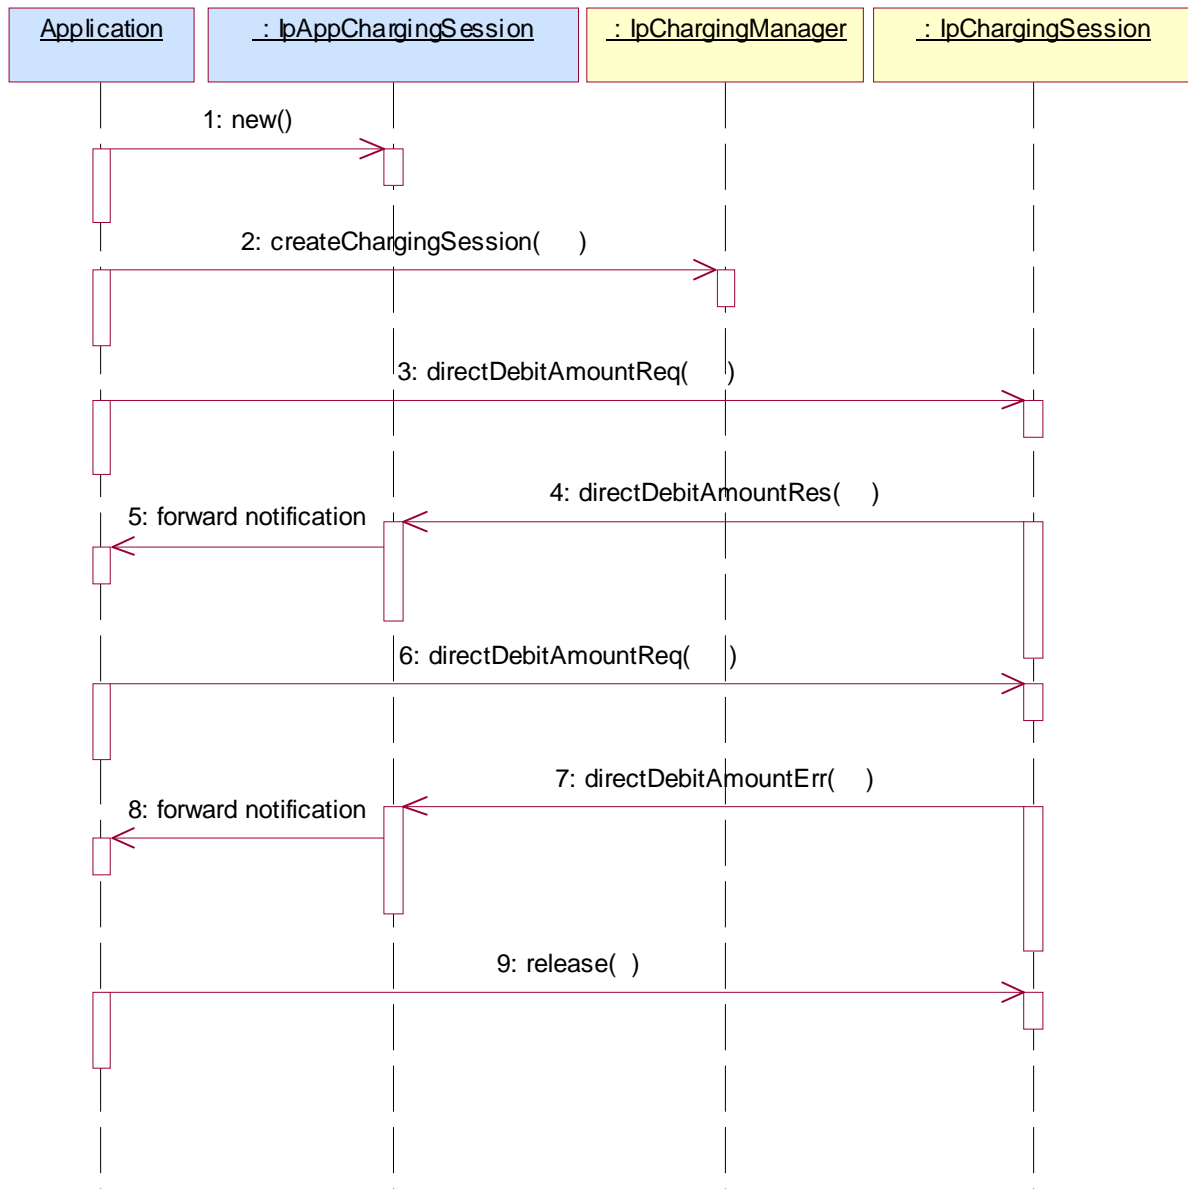 Application
: IpAppChargingSession
: IpChargingManager
: IpChargingSession
1: new()
2: createChargingSession( )
3: directDebitAmountReq( )
4: directDebitAmountRes( )
5: forward notification
6: directDebitAmountReq( )
7: directDebitAmountErr( )
8: forward notification
9: release( )